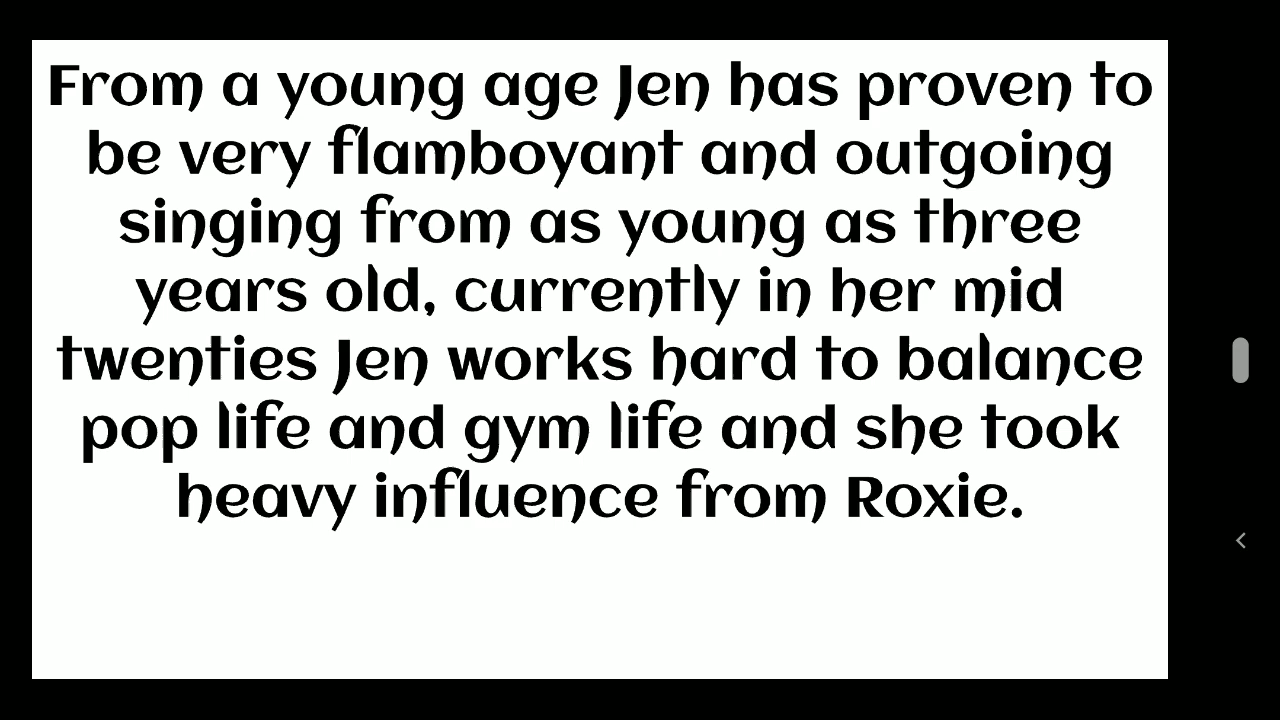 From a young age Jen has proven to
be very flamboyant and outgoing
singing from as young as three
years old, currently in her mid
twenties Jen works hard to balance
pop life and gym life and she took
heavy influence from Roxie.